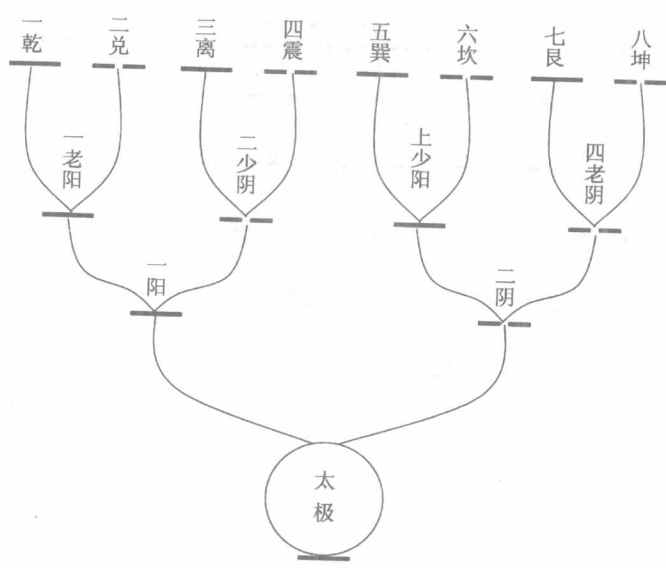 一乾
二兑
三离
四震
五巽
六坎
七艮
八坤
一老阳
二少阴
上少阳
四老阴
一阳
二阴
太极